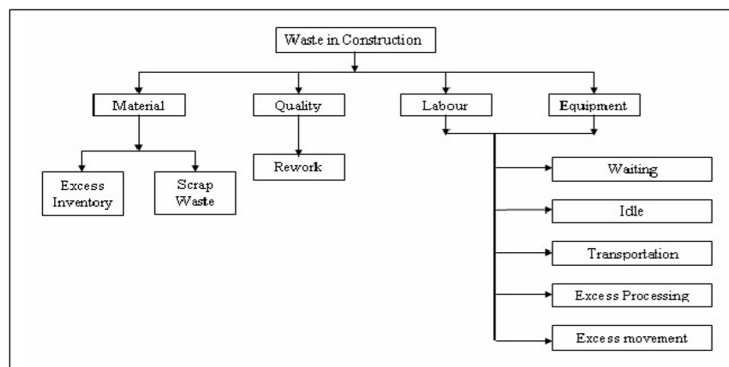 Waste in Construction
Material
Quality
Labour
Equipment
Excess
Inventory
Scrap
Waste
Rework
Waiting
Idle
Transportation
Excess Processing
Excess movement